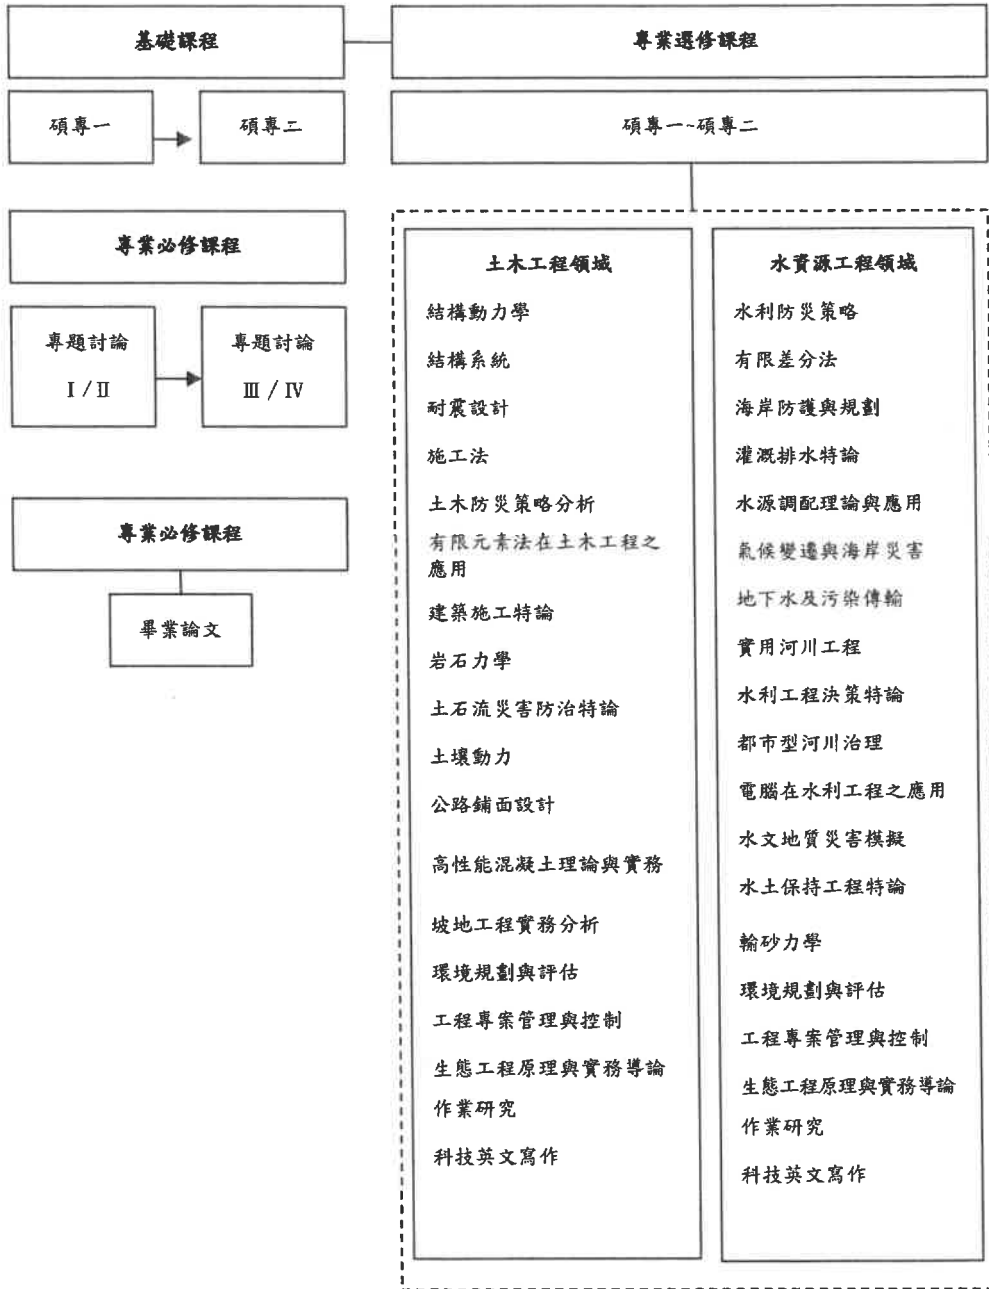 基礎課程
專業選修課程
碩專一
碩專二
碩專一~碩專二
專業必修課程
專題討論
I / II
專題討論
III / IV
專業必修課程
畢業論文
土木工程領域
結構動力學
結構系統
耐震設計
施工法
土木防災策略分析
有限元素法在土木工程之
應用
建築施工特論
岩石力學
土石流災害防治特論
土壤動力
公路鋪面設計
高性能混凝土理論與實務
坡地工程實務分析
環境規劃與評估
工程專案管理與控制
生態工程原理與實務導論
作業研究
科技英文寫作
水資源工程領域
水利防災策略
有限差分法
海岸防護與規劃
灌溉排水特論
水源調配理論與應用
氣候變遷與海岸災害
地下水及污染傳輸
實用河川工程
水利工程決策特論
都市型河川治理
電腦在水利工程之應用
水文地質災害模擬
水土保持工程特論
輸砂力學
環境規劃與評估
工程專案管理與控制
生態工程原理與實務導論
作業研究
科技英文寫作